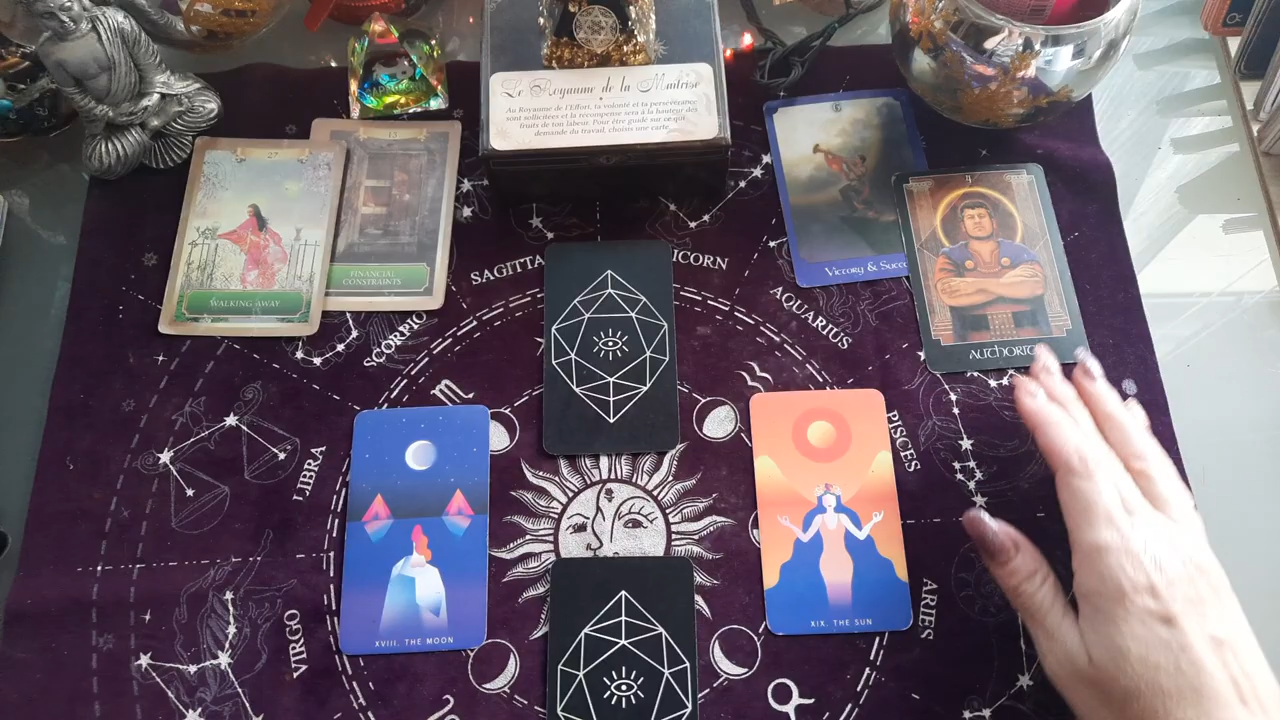 Le Royaume de la Maîtrise
Au Royaume de l'Effort, ta volonté et ta persévérance
sont sollicitées et la récompense sera à la hauteur des
fruits de ton labeur. Pour être guidé sur ce qui
demande du travail, choisis une carte.
27
WALKING AWAY
13
FINANCIAL
CONSTRAINTS
Victory &
AUTHORIT
SAGITTA
RICORN
SCORPIO
AQUARIUS
LIBRA
PISCES
VIRGO
ARIES
XVIII. THE MOON
XIX. THE SUN